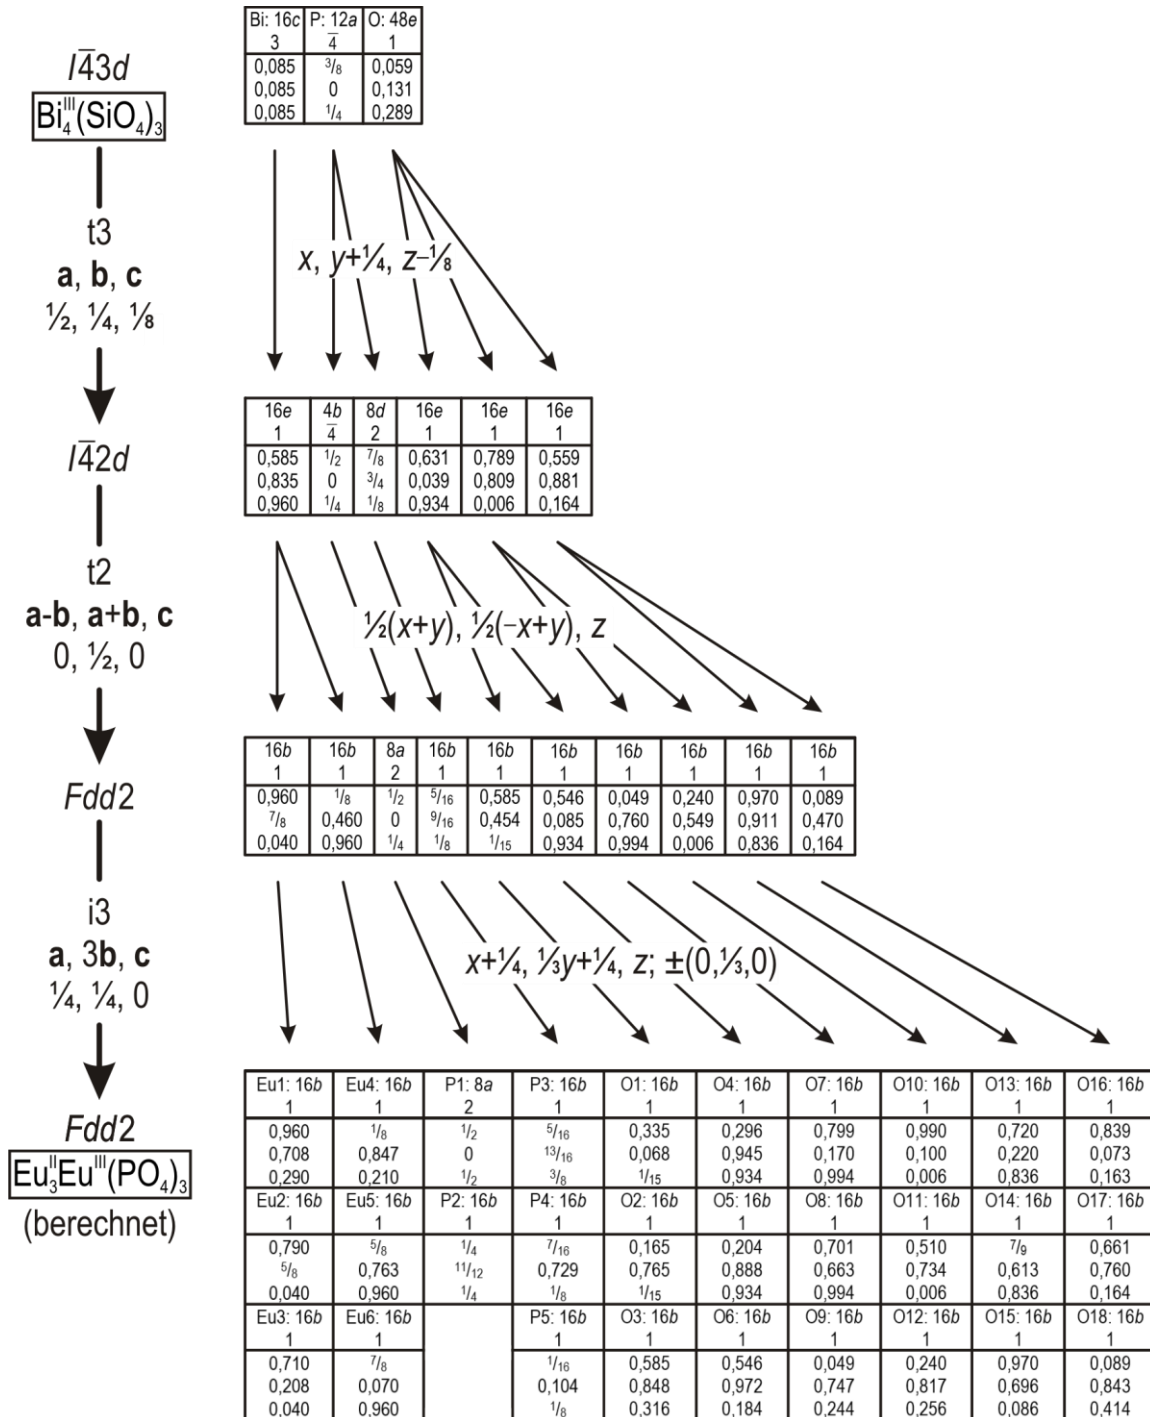 Bi: 16c P: 12a O: 48e
3 4̅ 1
0,085 3/8 0,059
0,085 0 0,131
0,085 1/4 0,289
I4̅3d
Bi₄ᴵᴵᴵ(SiO₄)₃
t3
a, b, c
½, ¼, ⅛
x, y+¼, z–⅛
16e 4b 8d 16e 16e 16e
1 4̅ 2 1 1 1
0,585 1/2 7/8 0,631 0,789 0,559
0,835 0 3/4 0,039 0,809 0,881
0,960 1/4 1/8 0,934 0,006 0,164
I4̅2d
t2
a-b, a+b, c
0, ½, 0
½(x+y), ½(–x+y), z
16b 16b 8a 16b 16b 16b 16b 16b 16b 16b
1 1 2 1 1 1 1 1 1 1
0,960 1/8 1/2 5/16 0,585 0,546 0,049 0,240 0,970 0,089
7/8 0,460 0 9/16 0,454 0,085 0,760 0,549 0,911 0,470
0,040 0,960 1/4 1/8 1/15 0,934 0,994 0,006 0,836 0,164
Fdd2
i3
a, 3b, c
¼, ¼, 0
x+¼, ⅓y+¼, z; ±(0,⅓,0)
Eu1: 16b Eu4: 16b P1: 8a P3: 16b O1: 16b O4: 16b O7: 16b O10: 16b O13: 16b O16: 16b
1 1 2 1 1 1 1 1 1 1
0,960 1/8 1/2 5/16 0,335 0,296 0,799 0,990 0,720 0,839
0,708 0,847 0 13/16 0,068 0,945 0,170 0,100 0,220 0,073
0,290 0,210 1/2 3/8 1/15 0,934 0,994 0,006 0,836 0,163
Fdd2
Eu₃ᴵᴵEuᴵᴵᴵ(PO₄)₃
(berechnet)
Eu2: 16b Eu5: 16b P2: 16b P4: 16b O2: 16b O5: 16b O8: 16b O11: 16b O14: 16b O17: 16b
1 1 1 1 1 1 1 1 1 1
0,790 5/8 1/4 7/16 0,165 0,204 0,701 0,510 7/9 0,661
5/8 0,763 11/12 0,729 0,765 0,888 0,663 0,734 0,613 0,760
0,040 0,960 1/4 1/8 1/15 0,934 0,994 0,006 0,836 0,164
Eu3: 16b Eu6: 16b P5: 16b O3: 16b O6: 16b O9: 16b O12: 16b O15: 16b O18: 16b
1 1 1 1 1 1 1 1 1
0,710 7/8 1/16 0,585 0,546 0,049 0,240 0,970 0,089
0,208 0,070 0,104 0,848 0,972 0,747 0,817 0,696 0,843
0,040 0,960 1/8 0,316 0,184 0,244 0,256 0,086 0,414